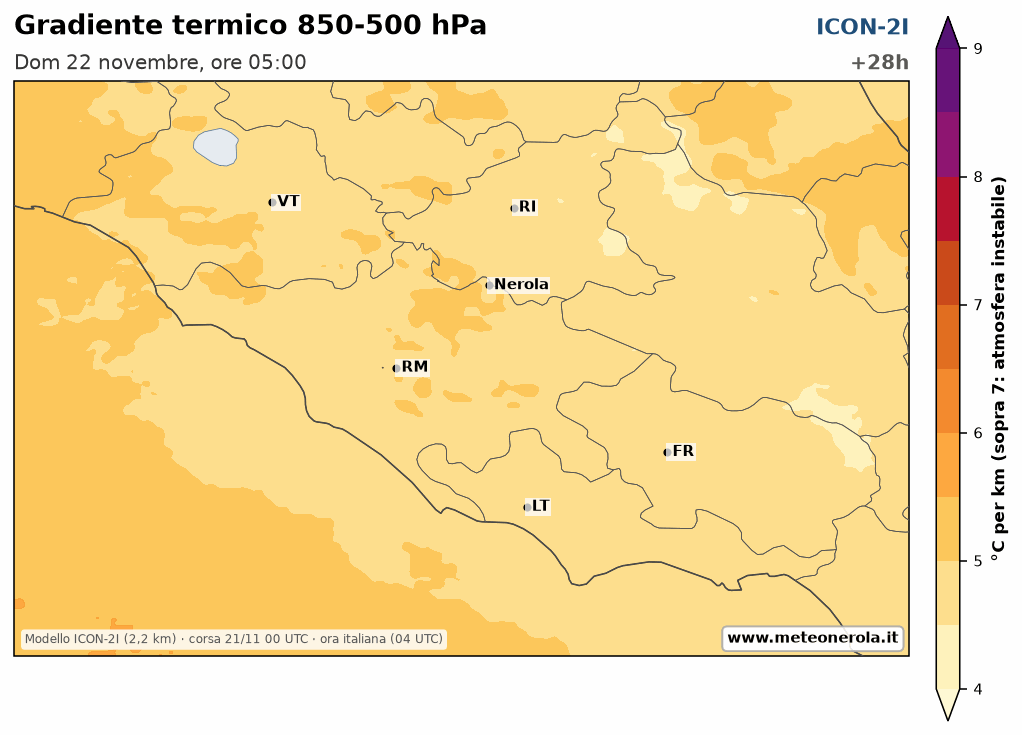 Gradiente termico 850-500 hPa
ICON-2I
Dom 22 novembre, ore 05:00
+28h
VT
RI
Nerola
RM
FR
LT
Modello ICON-2I (2,2 km) · corsa 21/11 00 UTC · ora italiana (04 UTC)
www.meteonerola.it
9
8
7
6
5
4
°C per km (sopra 7: atmosfera instabile)